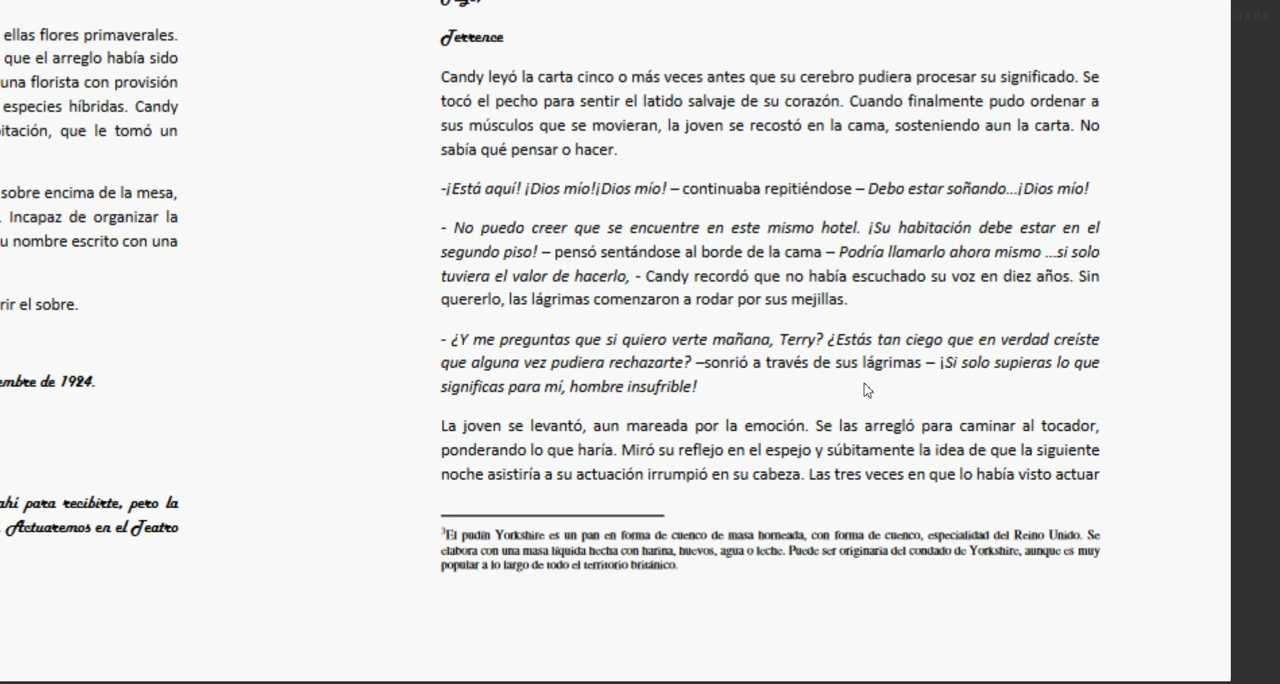 ellas flores primaverales.
que el arreglo había sido
una florista con provisión
especies híbridas. Candy
que le tomó un
sobre encima de la mesa,
. Incapaz de organizar la
u nombre escrito con una
rir el sobre.
embre de 1924.
ahí para recibirte, pero la
. Actuaremos en el Teatro
Terrence
Candy leyó la carta cinco o más veces antes que su cerebro pudiera procesar su significado. Se
tocó el pecho para sentir el latido salvaje de su corazón. Cuando finalmente pudo ordenar a
sus músculos que se movieran, la joven se recostó en la cama, sosteniendo aun la carta. No
sabía qué pensar o hacer.
-¡Está aquí! ¡Dios mío!¡Dios mío! – continuaba repitiéndose – Debo estar soñando...¡Dios mío!
- No puedo creer que se encuentre en este mismo hotel. ¡Su habitación debe estar en el
segundo piso! – pensó sentándose al borde de la cama – Podría llamarlo ahora mismo ...si solo
tuviera el valor de hacerlo, - Candy recordó que no había escuchado su voz en diez años. Sin
quererlo, las lágrimas comenzaron a rodar por sus mejillas.
- ¿Y me preguntas que si quiero verte mañana, Terry? ¿Estás tan ciego que en verdad creíste
que alguna vez pudiera rechazarte? –sonrió a través de sus lágrimas – ¡Si solo supieras lo que
significas para mí, hombre insufrible!
La joven se levantó, aun mareada por la emoción. Se las arregló para caminar al tocador,
ponderando lo que haría. Miró su reflejo en el espejo y súbitamente la idea de que la siguiente
noche asistiría a su actuación irrumpió en su cabeza. Las tres veces en que lo había visto actuar
³El pudín Yorkshire es un pan en forma de cuenco de masa horneada, con forma de cuenco, especialidad del Reino Unido. Se
elabora con una masa líquida hecha con harina, huevos, agua o leche. Puede ser originaria del condado de Yorkshire, aunque es muy
popular a lo largo de todo el territorio británico.